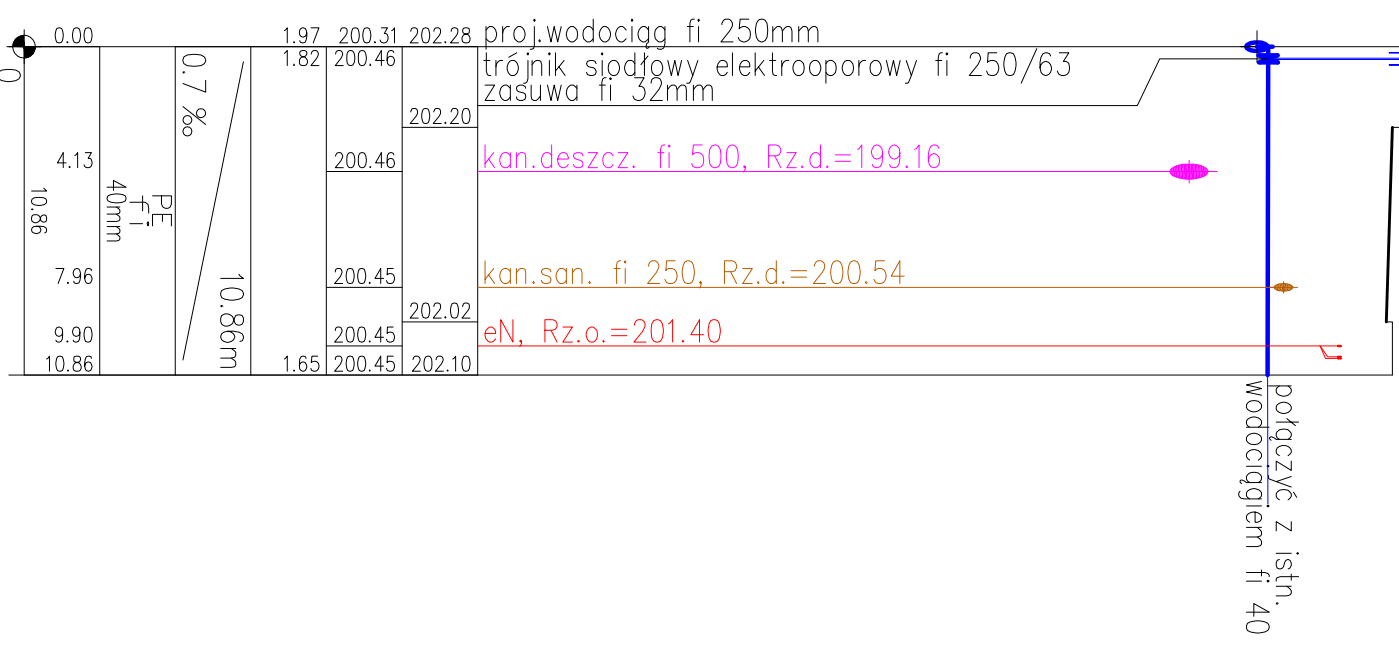 0.00 1.97 200.31 202.28 proj.wodociąg fi 250mm
1.82 200.46 trójnik siodłowy elektrooporowy fi 250/63
zasuwa fi 32mm
202.20
4.13 200.46 kan.deszcz. fi 500, Rz.d.=199.16
7.96 200.45 kan.san. fi 250, Rz.d.=200.54
202.02
9.90 200.45 eN, Rz.o.=201.40
10.86 1.65 200.45 202.10
0
10.86
PE
fi
40mm
0.7 ‰
10.86m
połączyć z istn.
wodociągiem fi 40